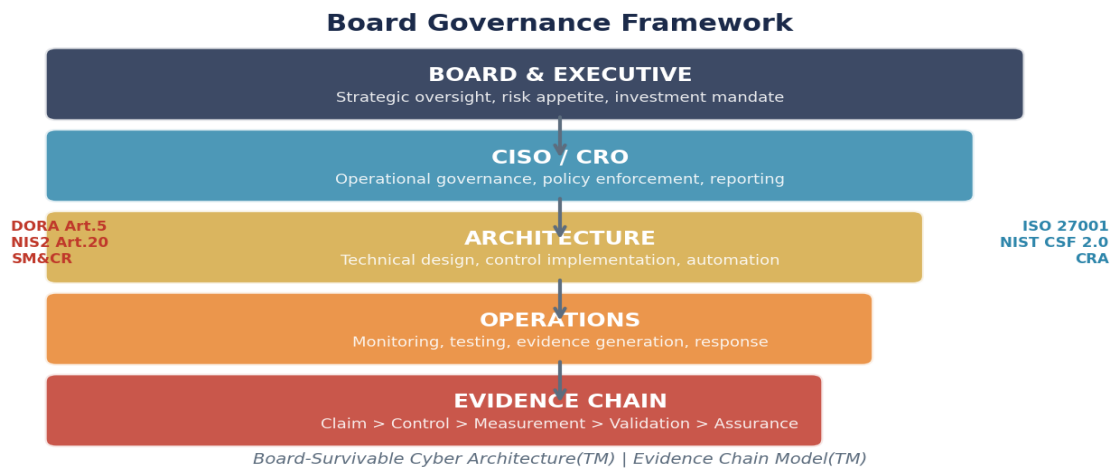 Board Governance Framework
BOARD & EXECUTIVE
Strategic oversight, risk appetite, investment mandate
CISO / CRO
Operational governance, policy enforcement, reporting
DORA Art.5
NIS2 Art.20
SM&CR
ARCHITECTURE
Technical design, control implementation, automation
ISO 27001
NIST CSF 2.0
CRA
OPERATIONS
Monitoring, testing, evidence generation, response
EVIDENCE CHAIN
Claim > Control > Measurement > Validation > Assurance
Board-Survivable Cyber Architecture(TM) | Evidence Chain Model(TM)